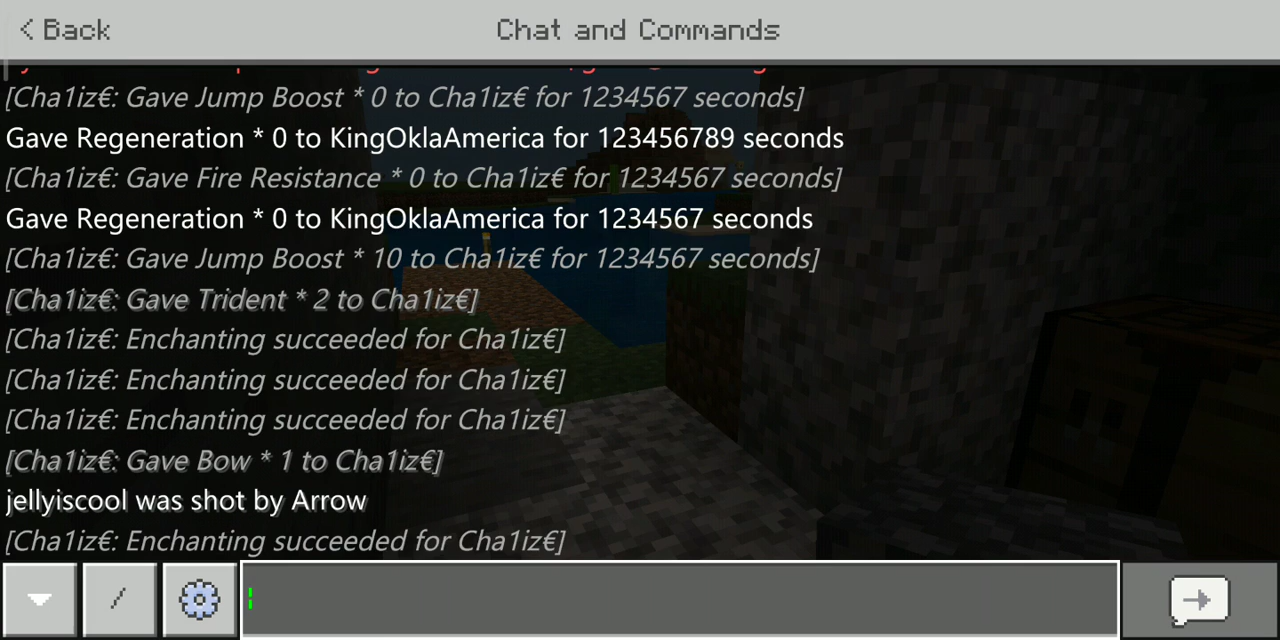 < Back
Chat and Commands
[Cha1iz€: Gave Jump Boost * 0 to Cha1iz€ for 1234567 seconds]
Gave Regeneration * 0 to KingOklaAmerica for 123456789 seconds
[Cha1iz€: Gave Fire Resistance * 0 to Cha1iz€ for 1234567 seconds]
Gave Regeneration * 0 to KingOklaAmerica for 1234567 seconds
[Cha1iz€: Gave Jump Boost * 10 to Cha1iz€ for 1234567 seconds]
[Cha1iz€: Gave Trident * 2 to Cha1iz€]
[Cha1iz€: Enchanting succeeded for Cha1iz€]
[Cha1iz€: Enchanting succeeded for Cha1iz€]
[Cha1iz€: Enchanting succeeded for Cha1iz€]
[Cha1iz€: Gave Bow * 1 to Cha1iz€]
jellyiscool was shot by Arrow
[Cha1iz€: Enchanting succeeded for Cha1iz€]
/